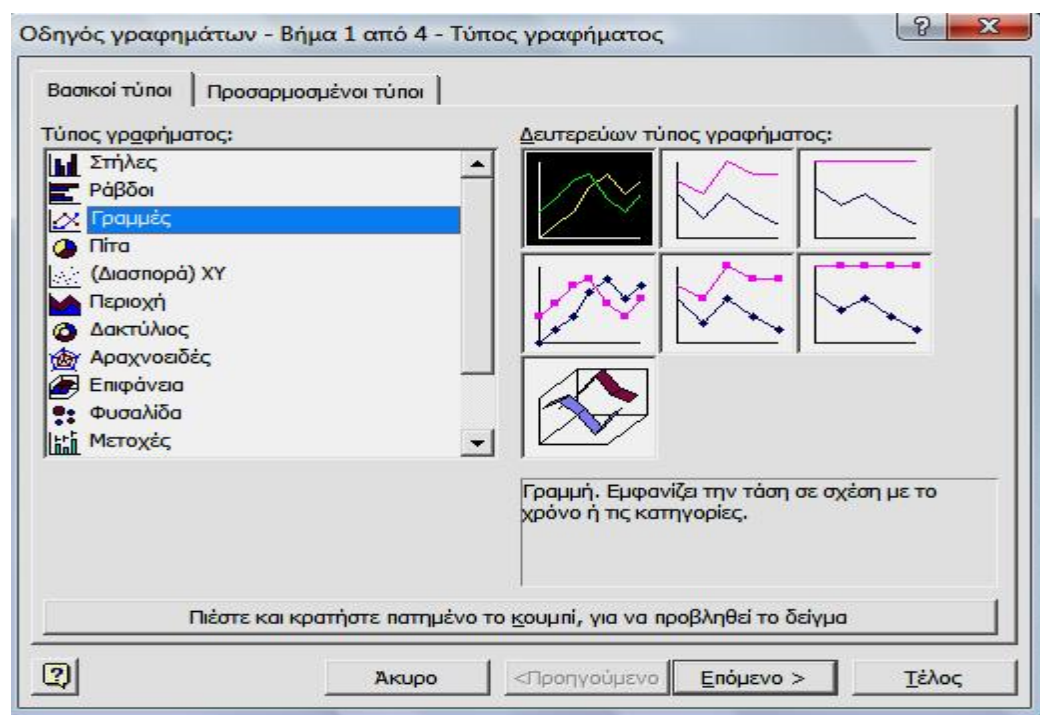 Οδηγός γραφημάτων - Βήμα 1 από 4 - Τύπος γραφήματος
Βασικοί τύποι
Προσαρμοσμένοι τύποι
Τύπος γραφήματος:
Στήλες
Ράβδοι
Γραμμές
Πίτα
(Διασπορά) XY
Περιοχή
Δακτύλιος
Αραχνοειδές
Επιφάνεια
Φυσαλίδα
Μετοχές
Δευτερεύων τύπος γραφήματος:
Γραμμή. Εμφανίζει την τάση σε σχέση με το
χρόνο ή τις κατηγορίες.
Πιέστε και κρατήστε πατημένο το κουμπί, για να προβληθεί το δείγμα
Άκυρο
<Προηγούμενο
Επόμενο >
Τέλος